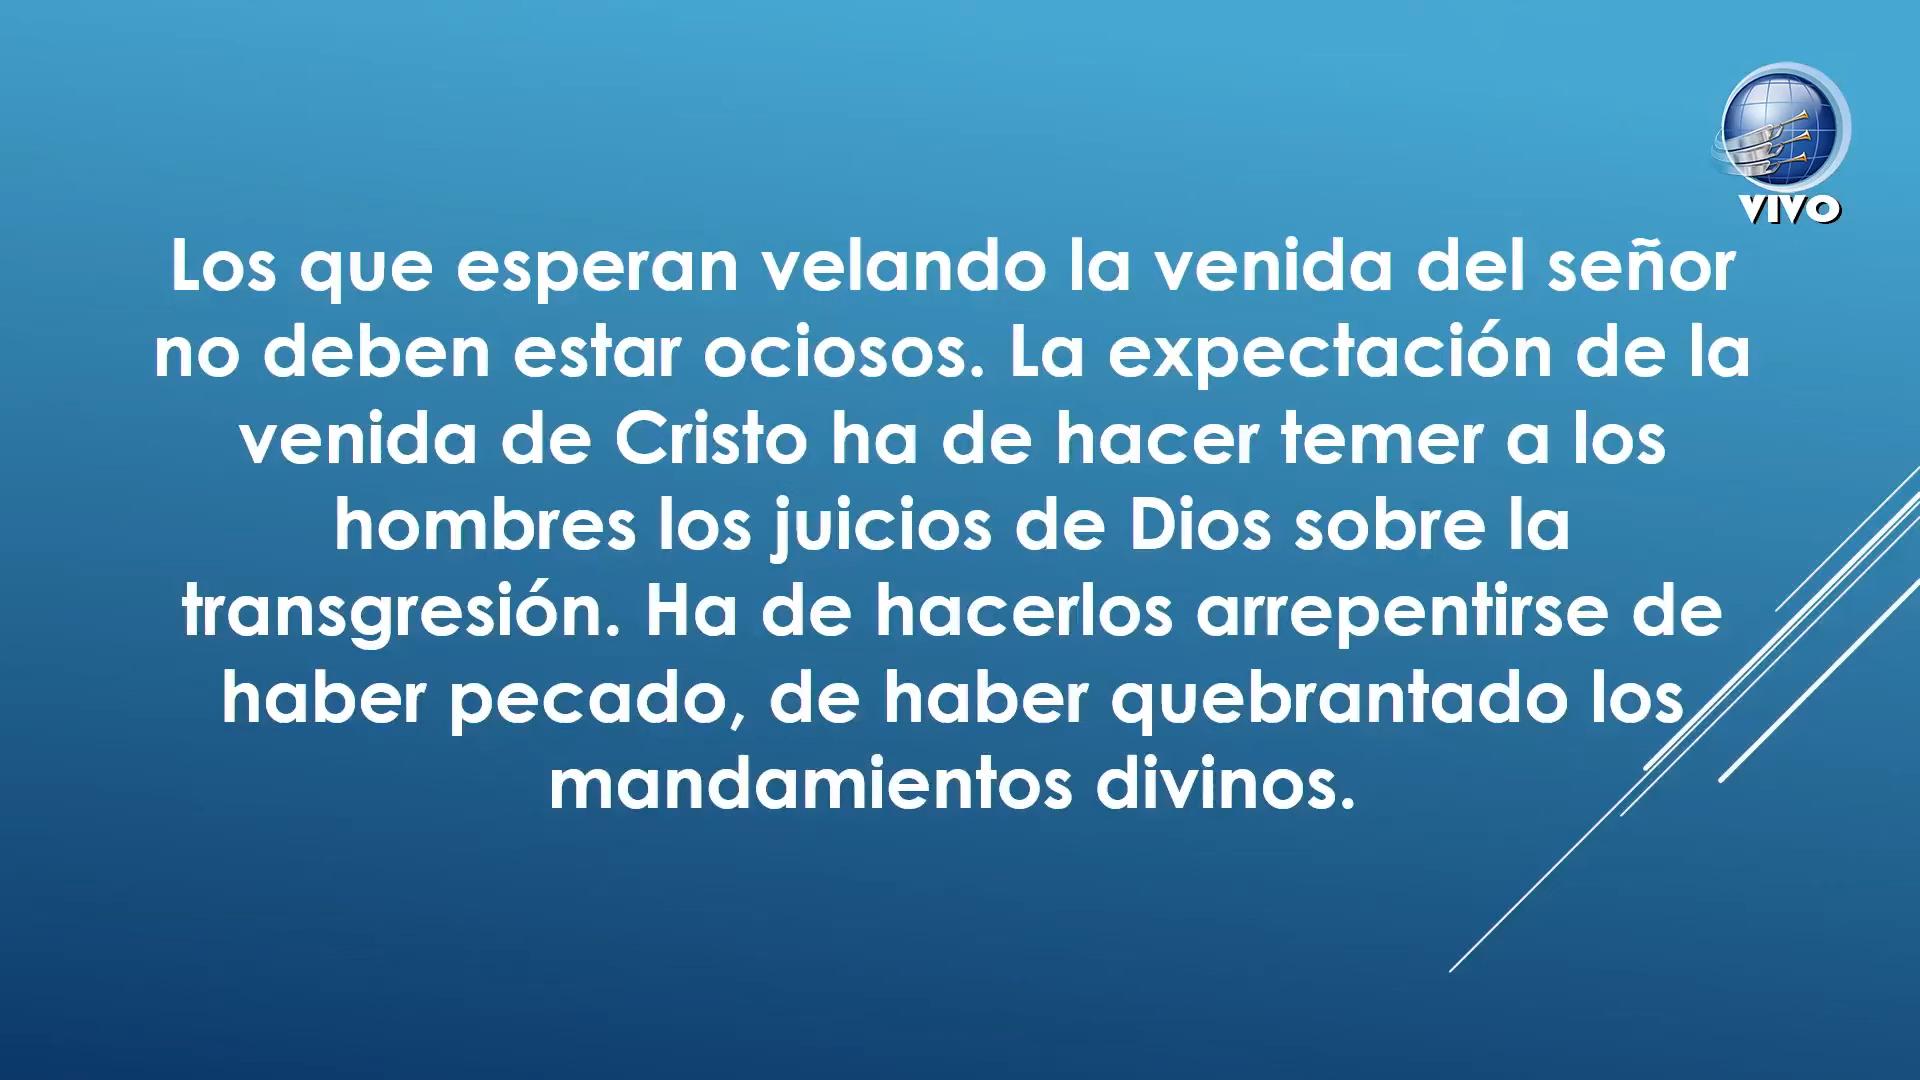 VIVO
Los que esperan velando la venida del señor
no deben estar ociosos. La expectación de la
venida de Cristo ha de hacer temer a los
hombres los juicios de Dios sobre la
transgresión. Ha de hacerlos arrepentirse de
haber pecado, de haber quebrantado los
mandamientos divinos.